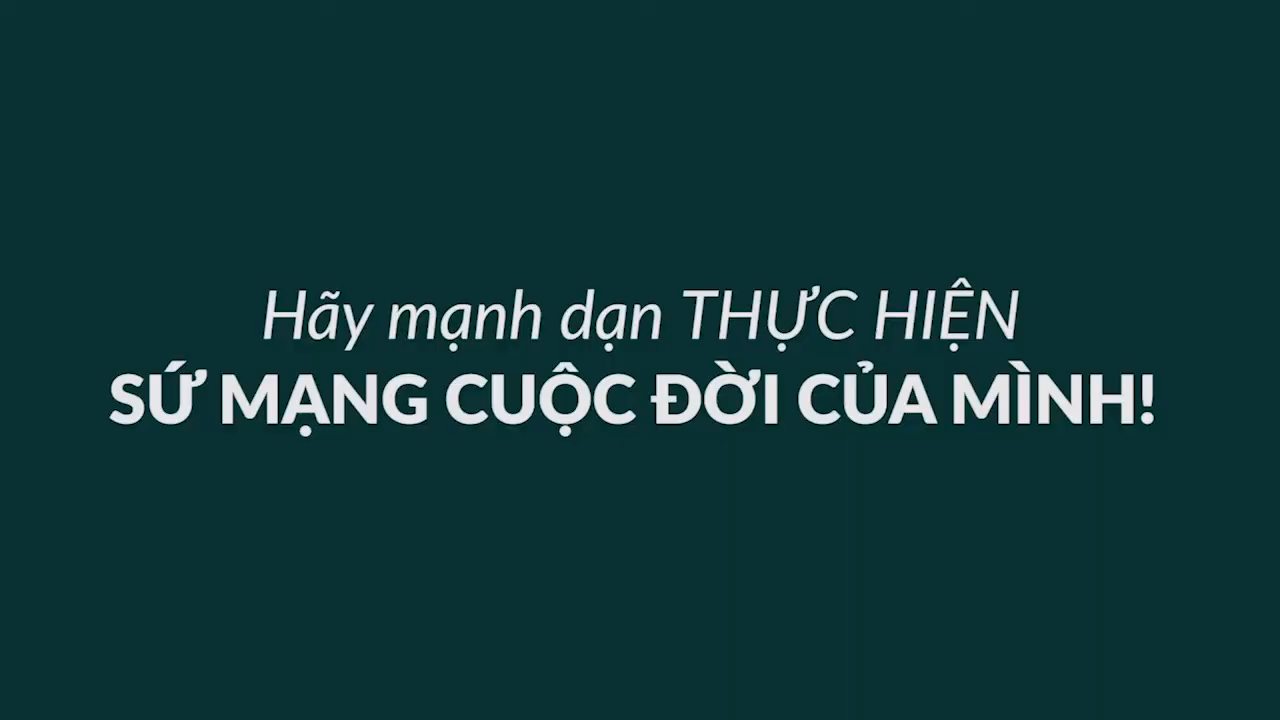 Hãy mạnh dạn THỰC HIỆN
SỨ MẠNG CUỘC ĐỜI CỦA MÌNH!